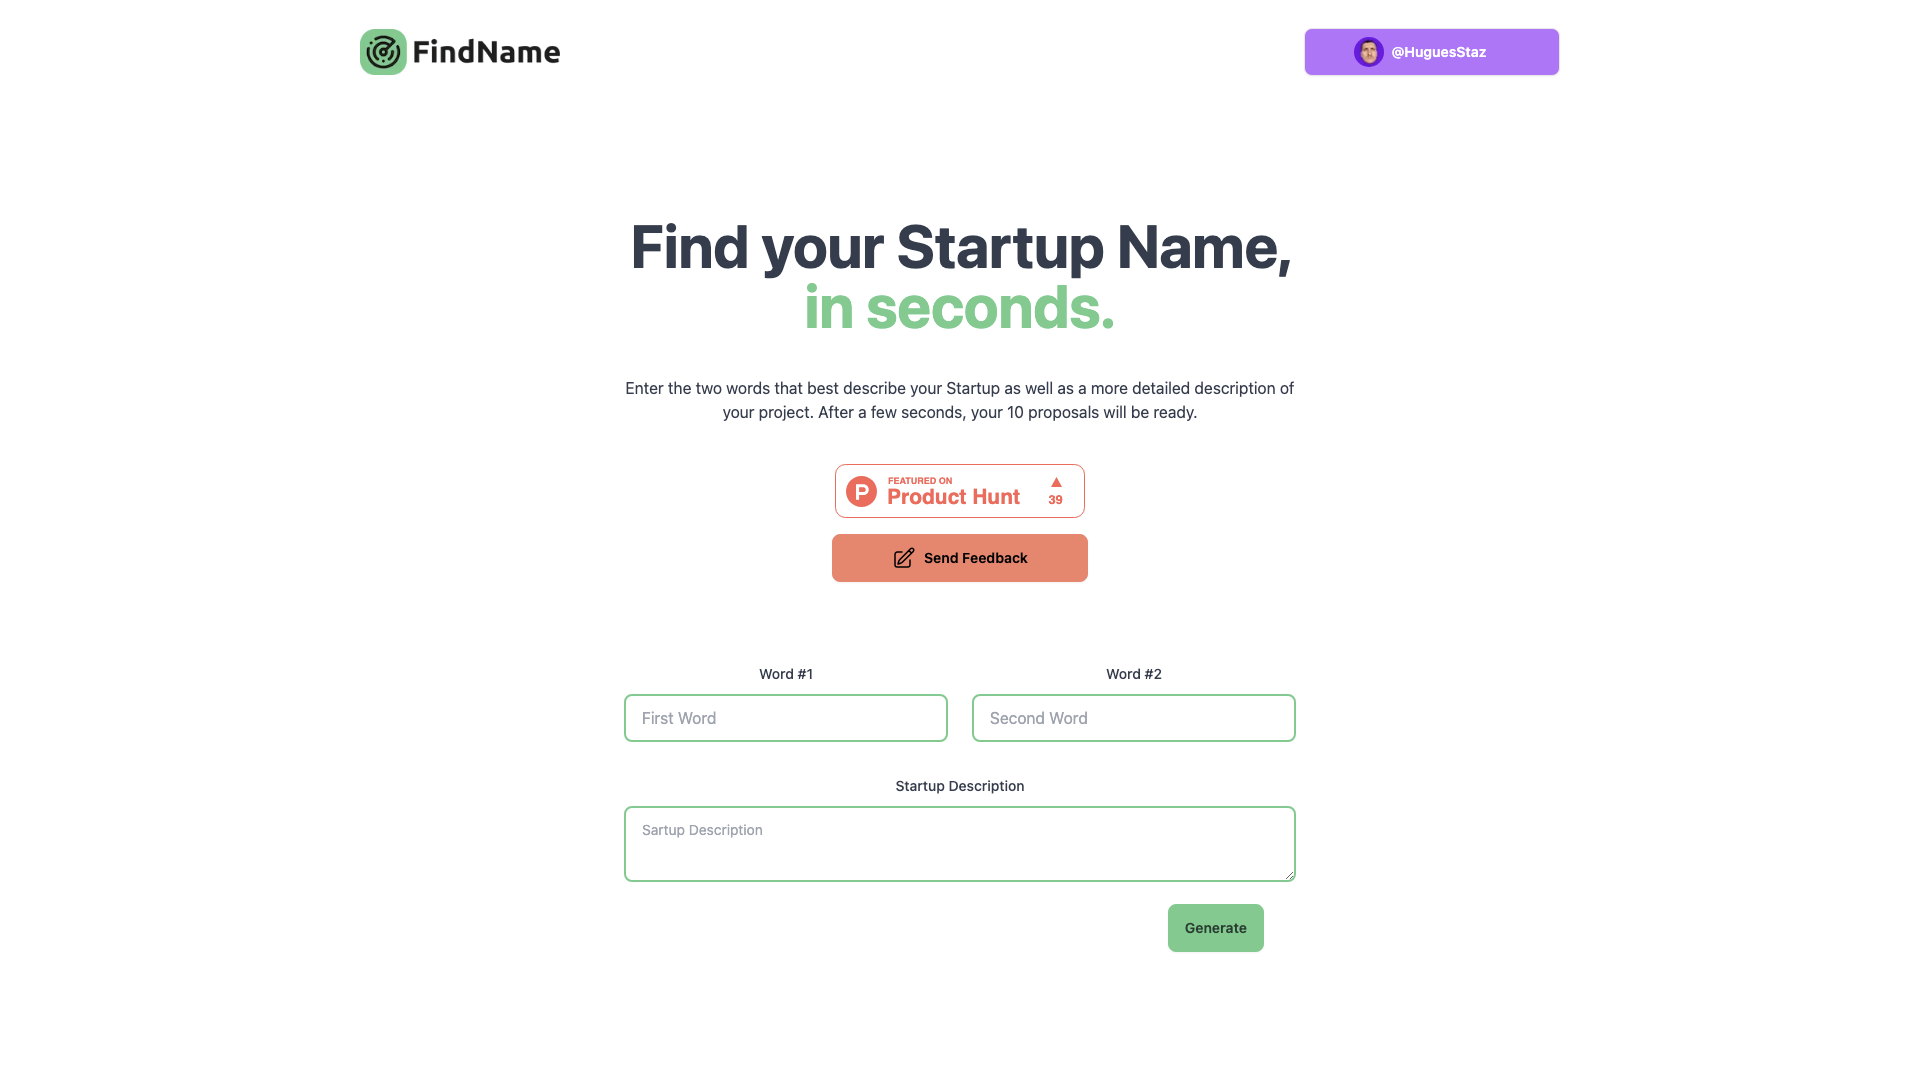 FindName
@HuguesStaz
Find your Startup Name,
in seconds.
Enter the two words that best describe your Startup as well as a more detailed description of
your project. After a few seconds, your 10 proposals will be ready.
P
FEATURED ON
Product Hunt
39
Send Feedback
Word #1
Word #2
First Word
Second Word
Startup Description
Sartup Description
Generate